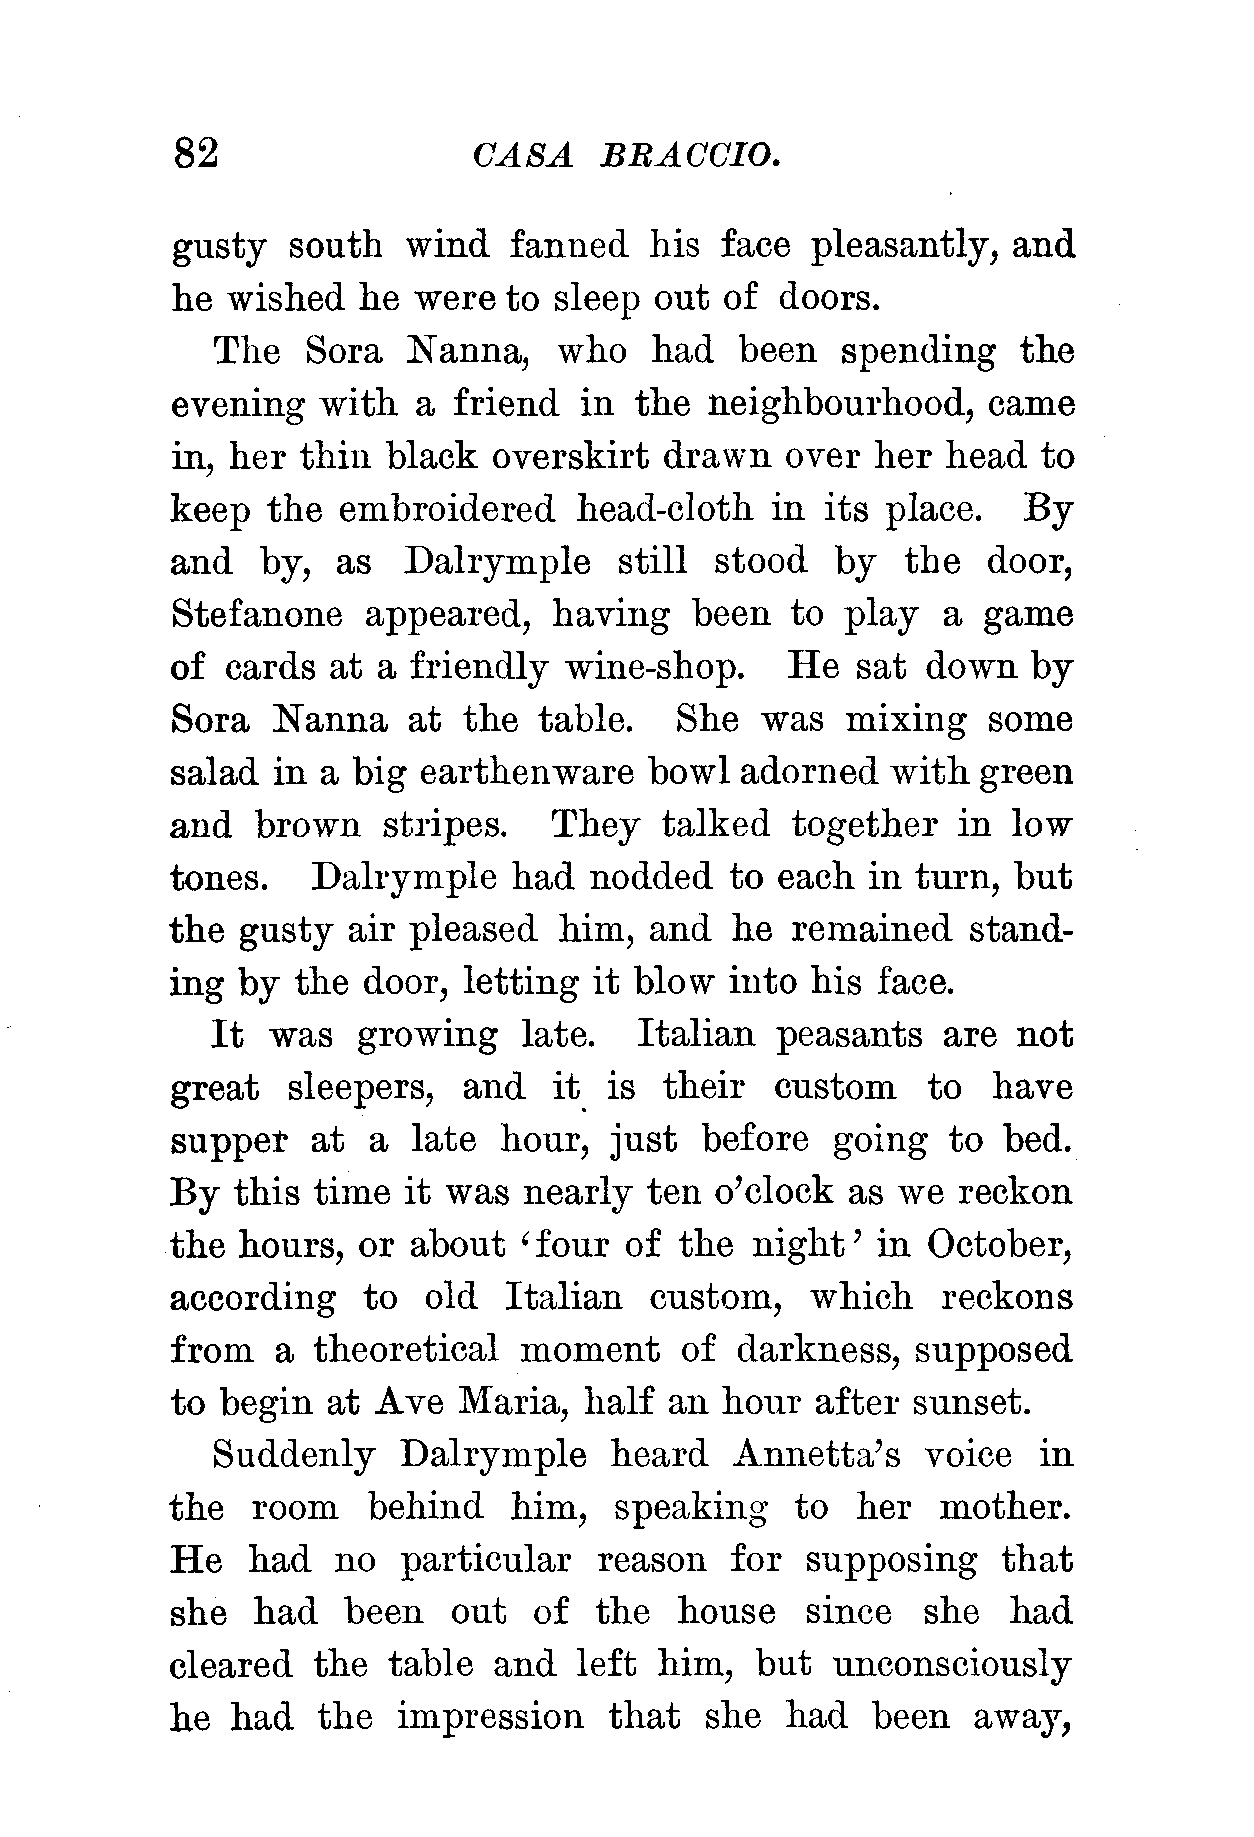 82 CASA BRACCIO.
gusty south wind fanned his face pleasantly, and
he wished he were to sleep out of doors.
The Sora Nanna, who had been spending the
evening with a friend in the neighbourhood, came
in, her thin black overskirt drawn over her head to
keep the embroidered head-cloth in its place. By
and by, as Dalrymple still stood by the door,
Stefanone appeared, having been to play a game
of cards at a friendly wine-shop. He sat down by
Sora Nanna at the table. She was mixing some
salad in a big earthenware bowl adorned with green
and brown stripes. They talked together in low
tones. Dalrymple had nodded to each in turn, but
the gusty air pleased him, and he remained stand-
ing by the door, letting it blow into his face.
It was growing late. Italian peasants are not
great sleepers, and it is their custom to have
supper at a late hour, just before going to bed.
By this time it was nearly ten o'clock as we reckon
the hours, or about 'four of the night' in October,
according to old Italian custom, which reckons
from a theoretical moment of darkness, supposed
to begin at Ave Maria, half an hour after sunset.
Suddenly Dalrymple heard Annetta's voice in
the room behind him, speaking to her mother.
He had no particular reason for supposing that
she had been out of the house since she had
cleared the table and left him, but unconsciously
he had the impression that she had been away,